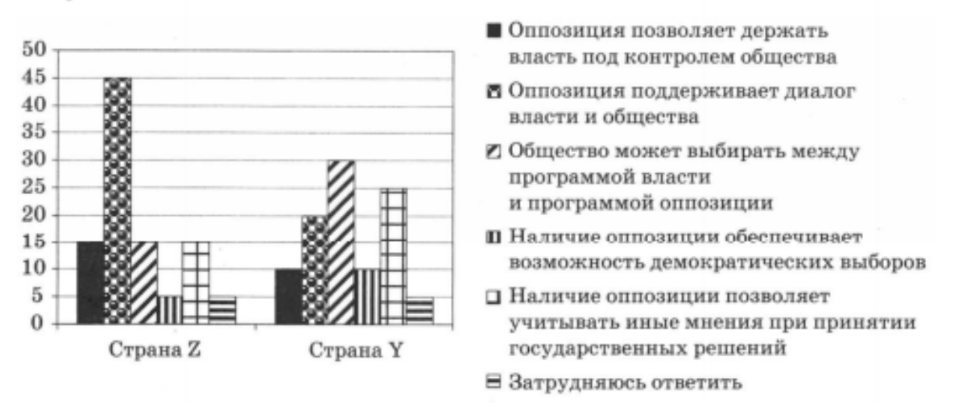 50
45
40
35
30
25
20
15
10
5
0
Страна Z
Страна Y
Оппозиция позволяет держать
власть под контролем общества
Оппозиция поддерживает диалог
власти и общества
Общество может выбирать между
программой власти
и программой оппозиции
Наличие оппозиции обеспечивает
возможность демократических выборов
Наличие оппозиции позволяет
учитывать иные мнения при принятии
государственных решений
Затрудняюсь ответить